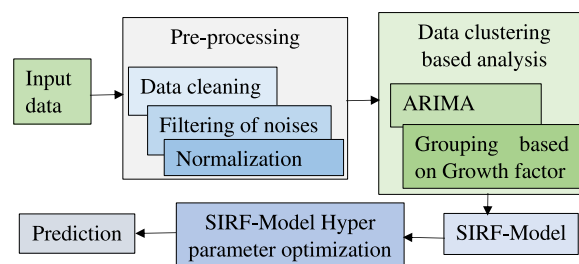 Input
data
Pre-processing
Data cleaning
Filtering of noises
Normalization
Data clustering
based analysis
ARIMA
Grouping based
on Growth factor
SIRF-Model
SIRF-Model Hyper
parameter optimization
Prediction